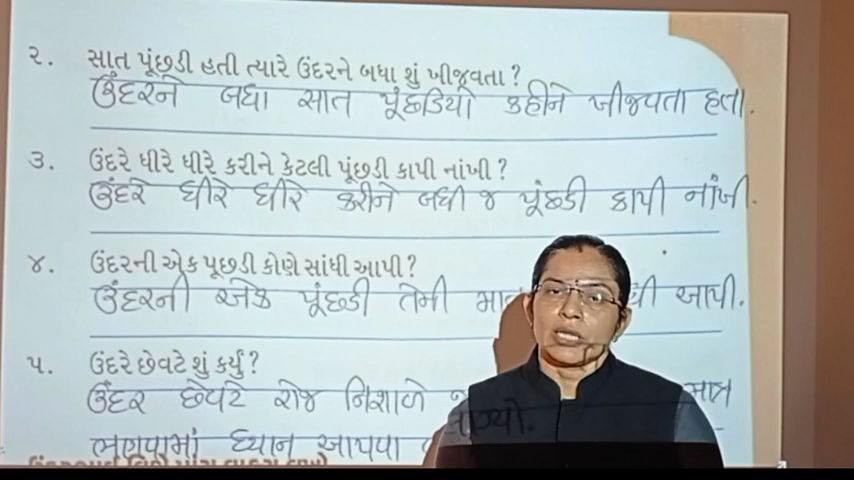 ૨. સાત પૂંછડી હતી ત્યારે ઉંદરને બધા શું ખીજવતા ?
ઉંદરને બધા સાત પૂંછડિયો કહીને ખીજવતા હતા.
૩. ઉંદરે ધીરે ધીરે કરીને કેટલી પૂંછડી કાપી નાંખી ?
ઉંદરે ધીરે ધીરે કરીને બધી જ પૂંછડી કાપી નાંખી.
૪. ઉંદરની એક પૂછડી કોણે સાંધી આપી ?
ઉંદરની એક પૂંછડી તેની આપી.
૫. ઉંદરે છેવટે શું કર્યું ?
ઉંદર છેવટે રોજ નિશાળે માત્ર
ભણવામાં ધ્યાન આપવા લાગ્યો.